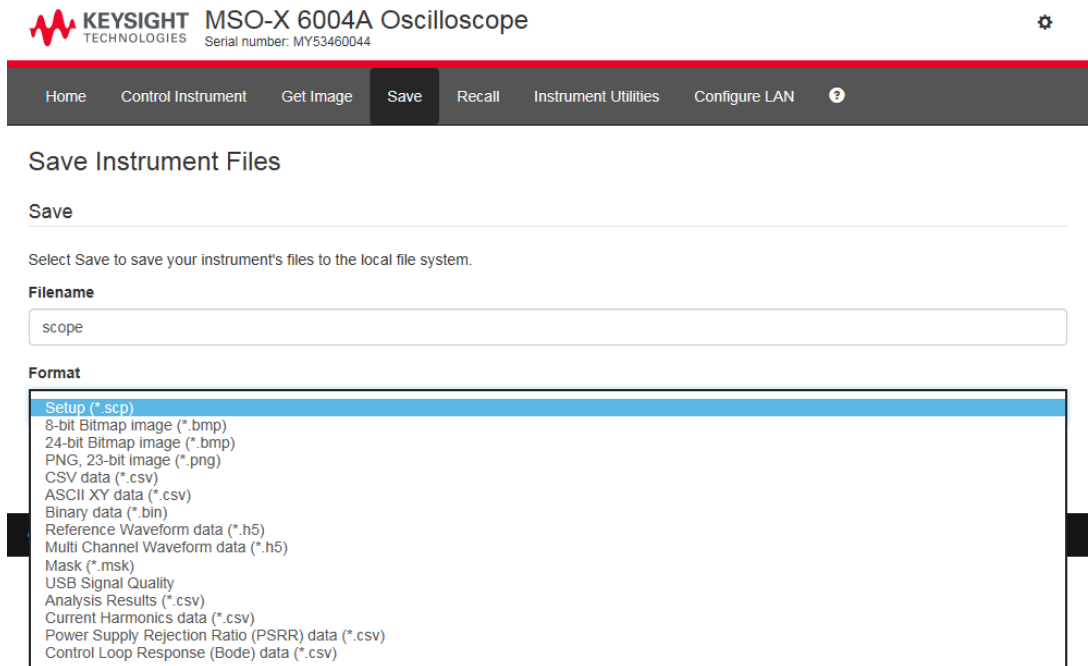 KEYSIGHT TECHNOLOGIES
MSO-X 6004A Oscilloscope
Serial number: MY53460044
Home Control Instrument Get Image Save Recall Instrument Utilities Configure LAN ?
Save Instrument Files
Save
Select Save to save your instrument's files to the local file system.
Filename
scope
Format
Setup (*.scp)
8-bit Bitmap image (*.bmp)
24-bit Bitmap image (*.bmp)
PNG, 23-bit image (*.png)
CSV data (*.csv)
ASCII XY data (*.csv)
Binary data (*.bin)
Reference Waveform data (*.h5)
Multi Channel Waveform data (*.h5)
Mask (*.msk)
USB Signal Quality
Analysis Results (*.csv)
Current Harmonics data (*.csv)
Power Supply Rejection Ratio (PSRR) data (*.csv)
Control Loop Response (Bode) data (*.csv)